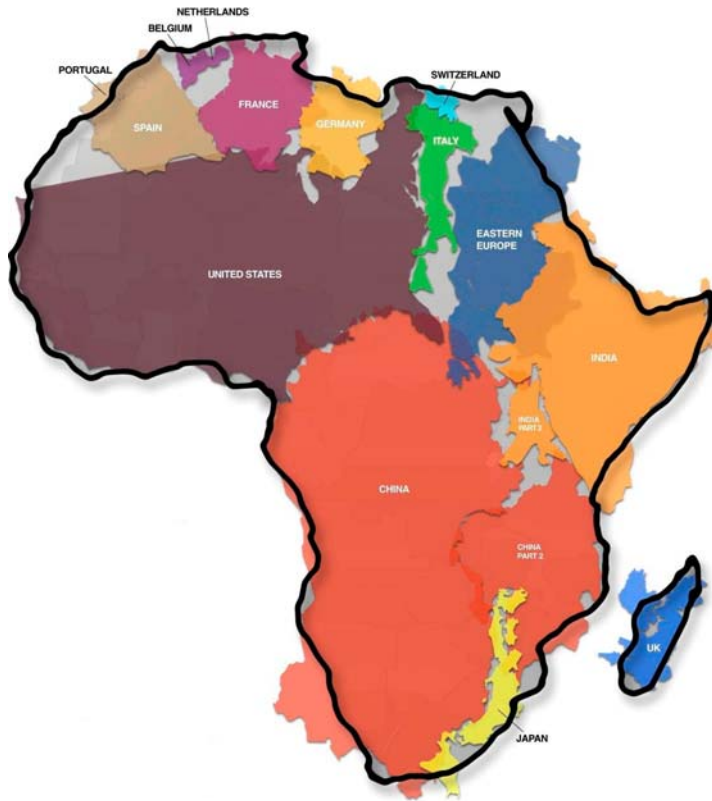 NETHERLANDS
BELGIUM
PORTUGAL
SWITZERLAND
SPAIN
FRANCE
GERMANY
ITALY
EASTERN
EUROPE
UNITED STATES
INDIA
INDIA
PART 2
CHINA
CHINA
PART 2
UK
JAPAN